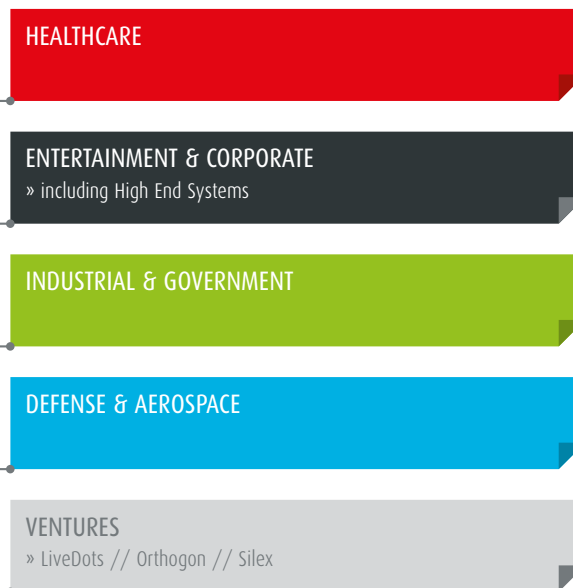 HEALTHCARE
ENTERTAINMENT & CORPORATE
» including High End Systems
INDUSTRIAL & GOVERNMENT
DEFENSE & AEROSPACE
VENTURES
» LiveDots // Orthogon // Silex